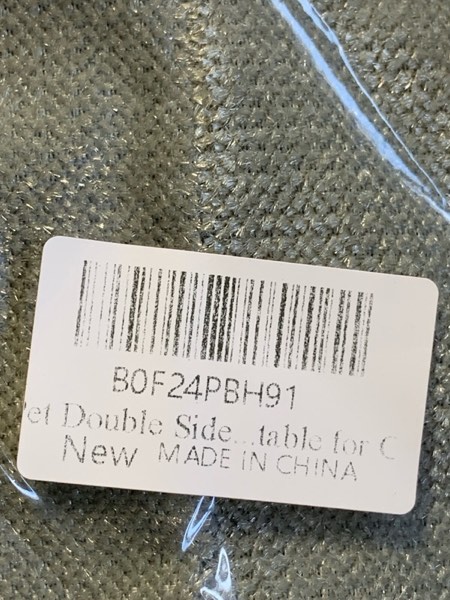 B0F24PBH91
et Double Side...table for C
New MADE IN CHINA